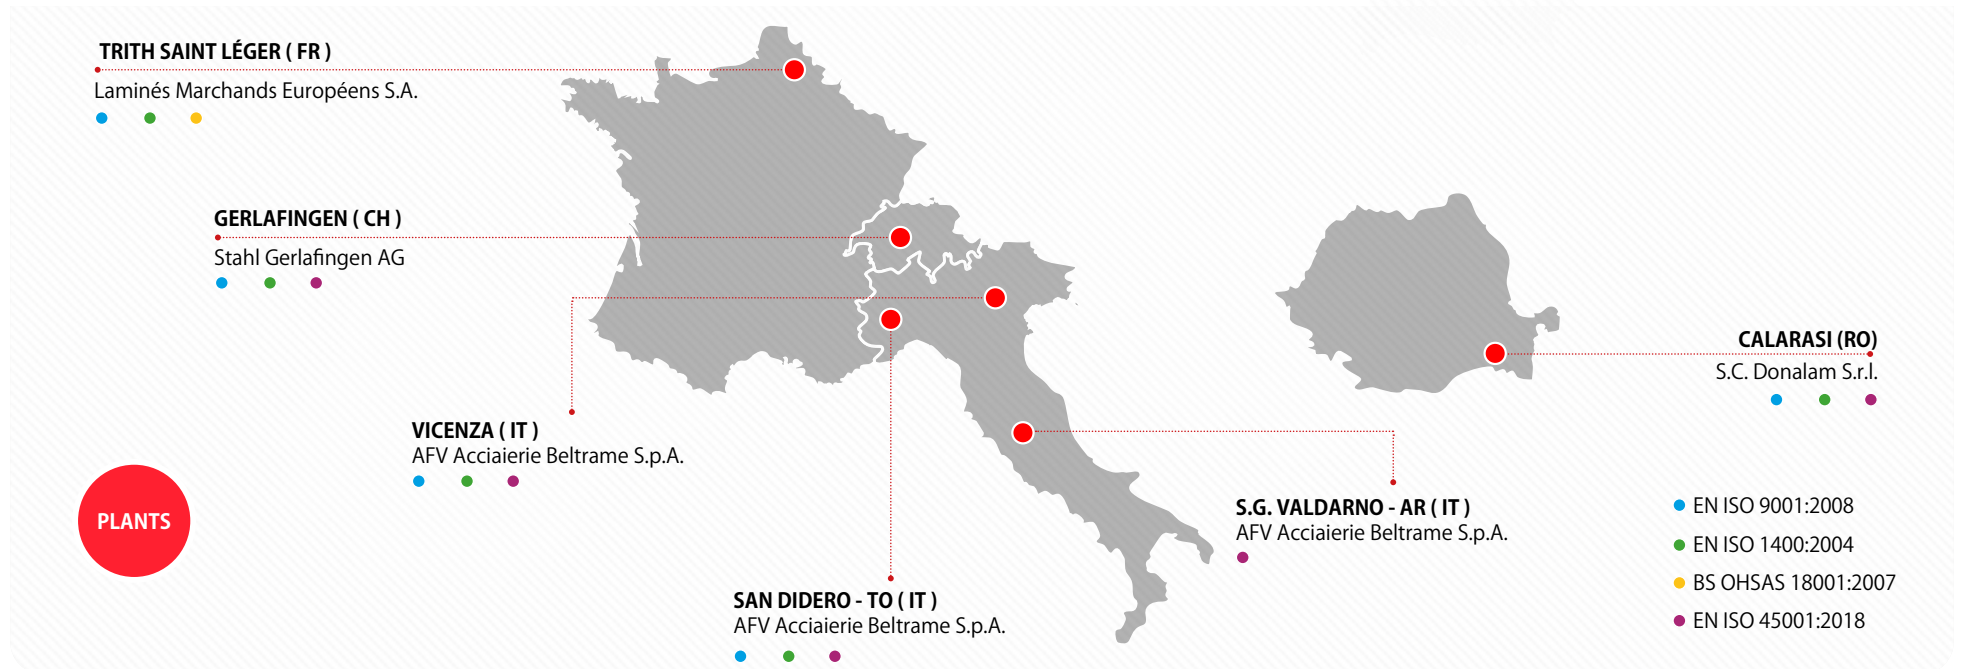 TRITH SAINT LÉGER ( FR )
Laminés Marchands Européens S.A.
GERLAFINGEN ( CH )
Stahl Gerlafingen AG
CALARASI (RO)
S.C. Donalam S.r.l.
VICENZA ( IT )
AFV Acciaierie Beltrame S.p.A.
PLANTS
S.G. VALDARNO - AR ( IT )
AFV Acciaierie Beltrame S.p.A.
SAN DIDERO - TO ( IT )
AFV Acciaierie Beltrame S.p.A.
EN ISO 9001:2008
EN ISO 1400:2004
BS OHSAS 18001:2007
EN ISO 45001:2018